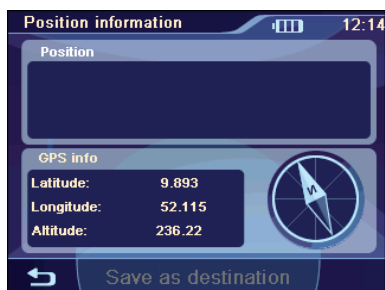 Position information 12:14
Position
GPS info
Latitude: 9.893
Longitude: 52.115
Altitude: 236.22
N
Save as destination